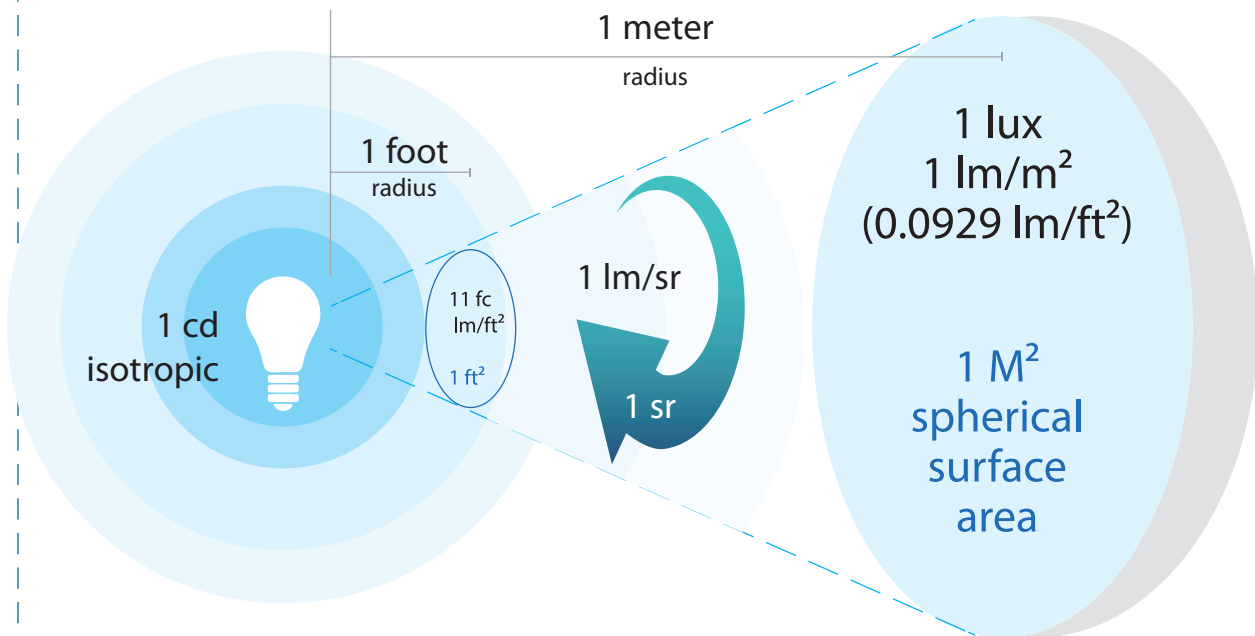 1 meter
radius
1 foot
radius
1 lux
1 lm/m²
(0.0929 lm/ft²)
1 cd
isotropic
11 fc
lm/ft²
1 ft²
1 lm/sr
1 sr
1 M²
spherical
surface
area